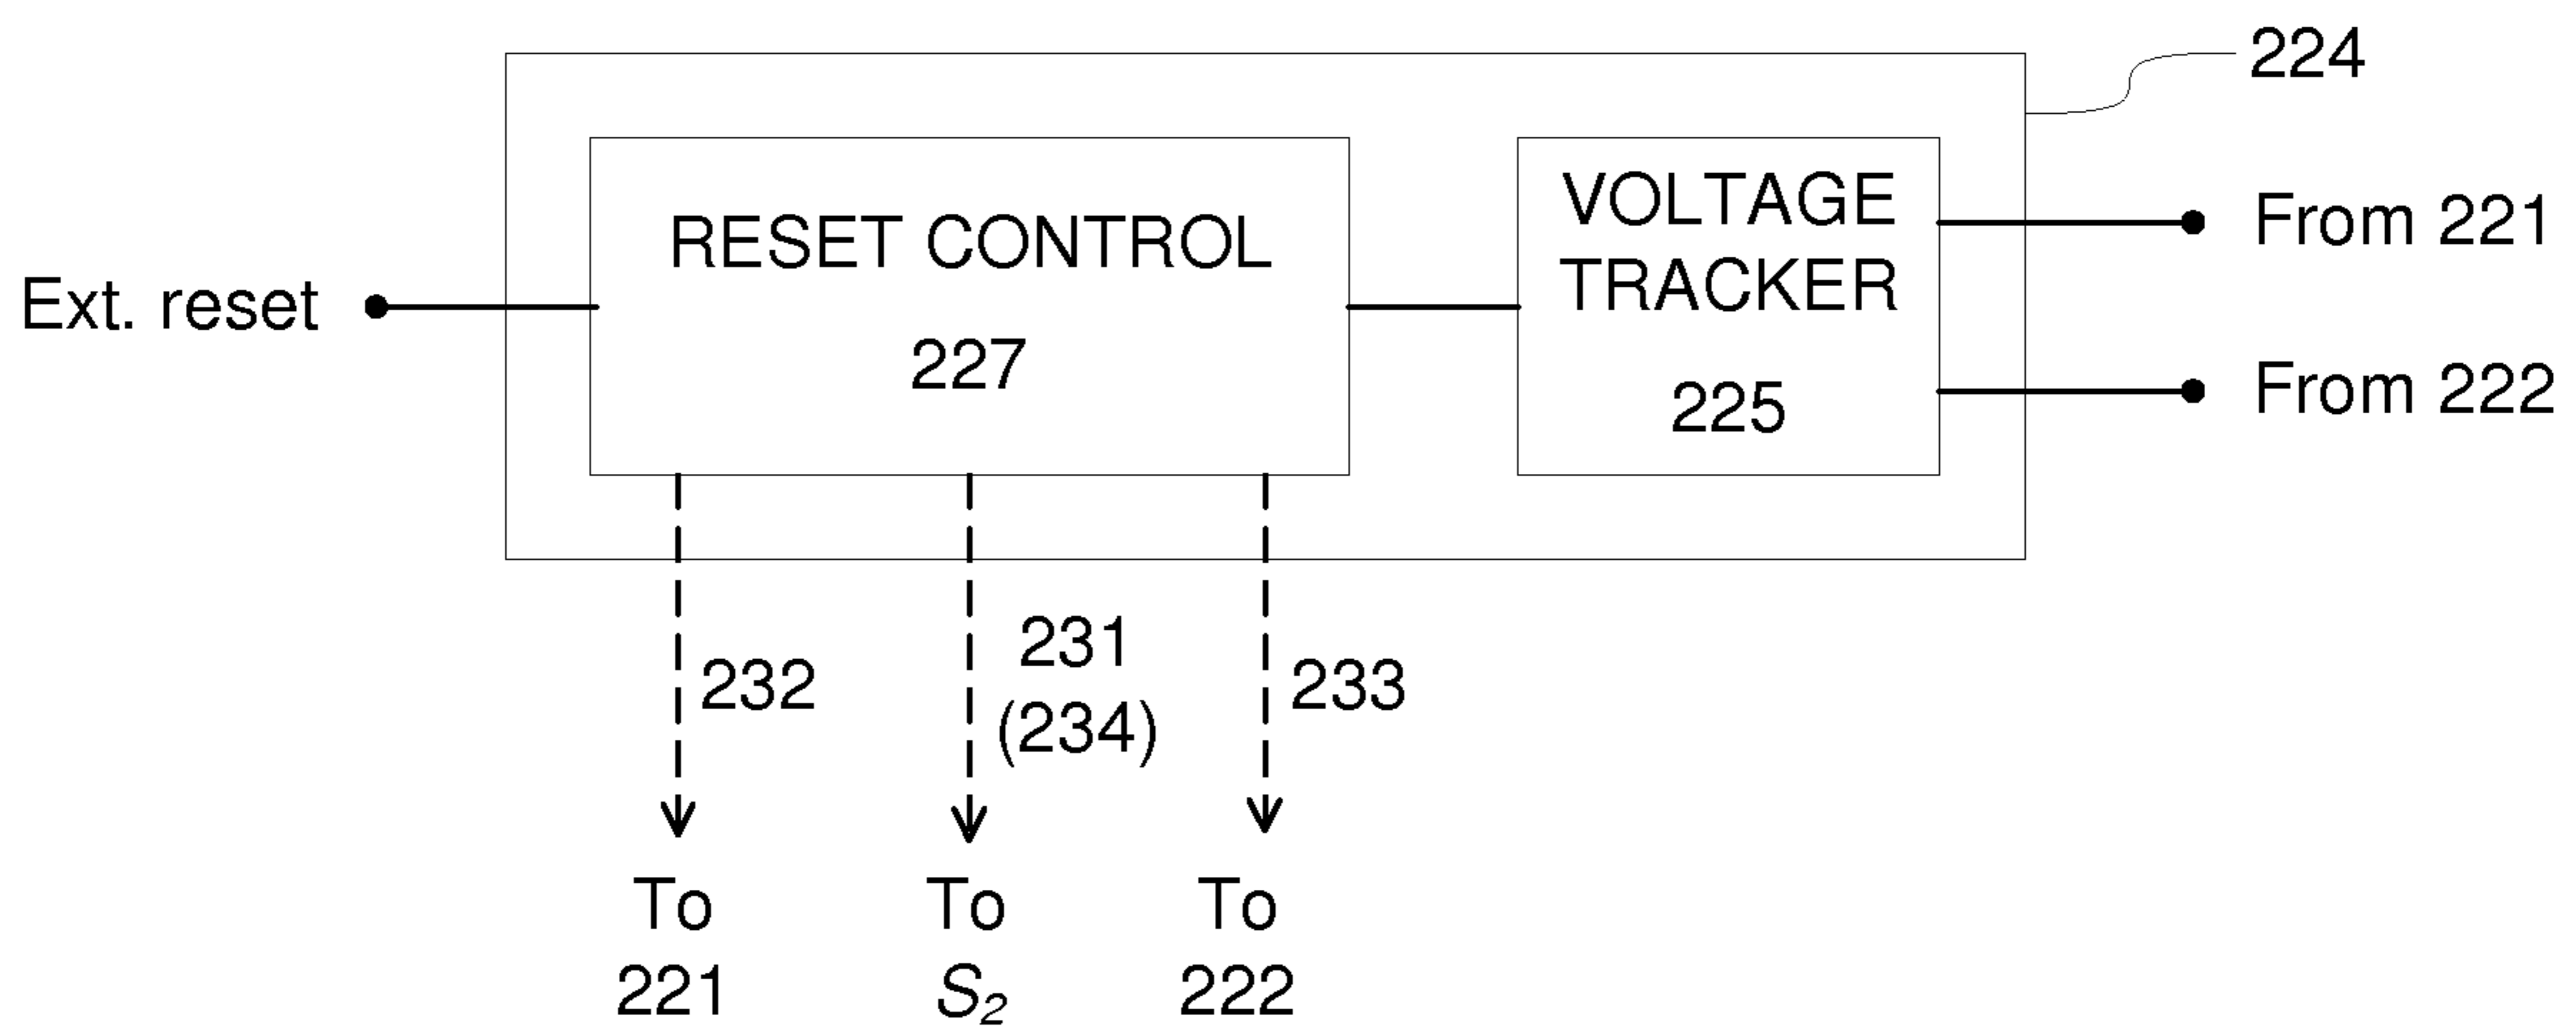 224
VOLTAGE
TRACKER
225
RESET CONTROL
227
Ext. reset
From 221
From 222
232
231
(234)
233
To
221
To
S₂
To
222